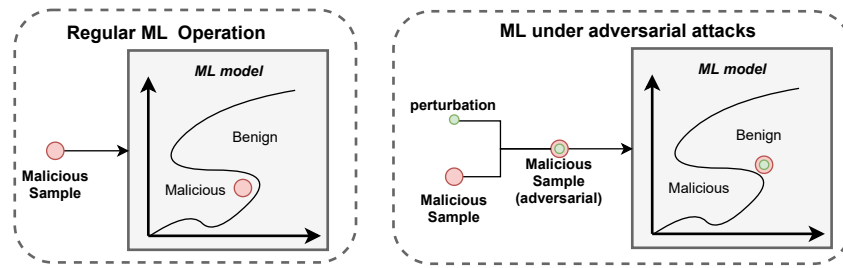 Regular ML Operation
ML model
Benign
Malicious
Malicious
Sample
ML under adversarial attacks
ML model
perturbation
Benign
Malicious
Malicious
Sample
Malicious
Sample
(adversarial)